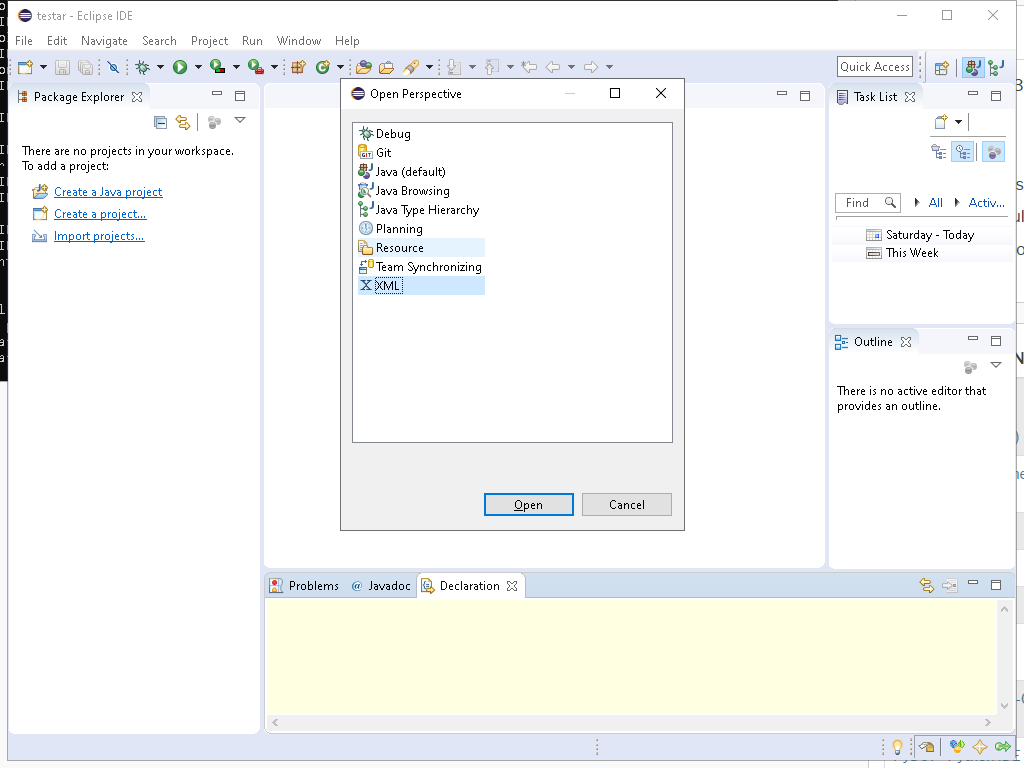 testar - Eclipse IDE
File Edit Navigate Search Project Run Window Help
Quick Access
Package Explorer
There are no projects in your workspace.
To add a project:
Create a Java project
Create a project...
Import projects...
Open Perspective
Debug
GIT Git
Java (default)
Java Browsing
Java Type Hierarchy
Planning
Resource
Team Synchronizing
XML
Open Cancel
Task List
Find All Activ...
Saturday - Today
This Week
Outline
There is no active editor that
provides an outline.
Problems @ Javadoc Declaration